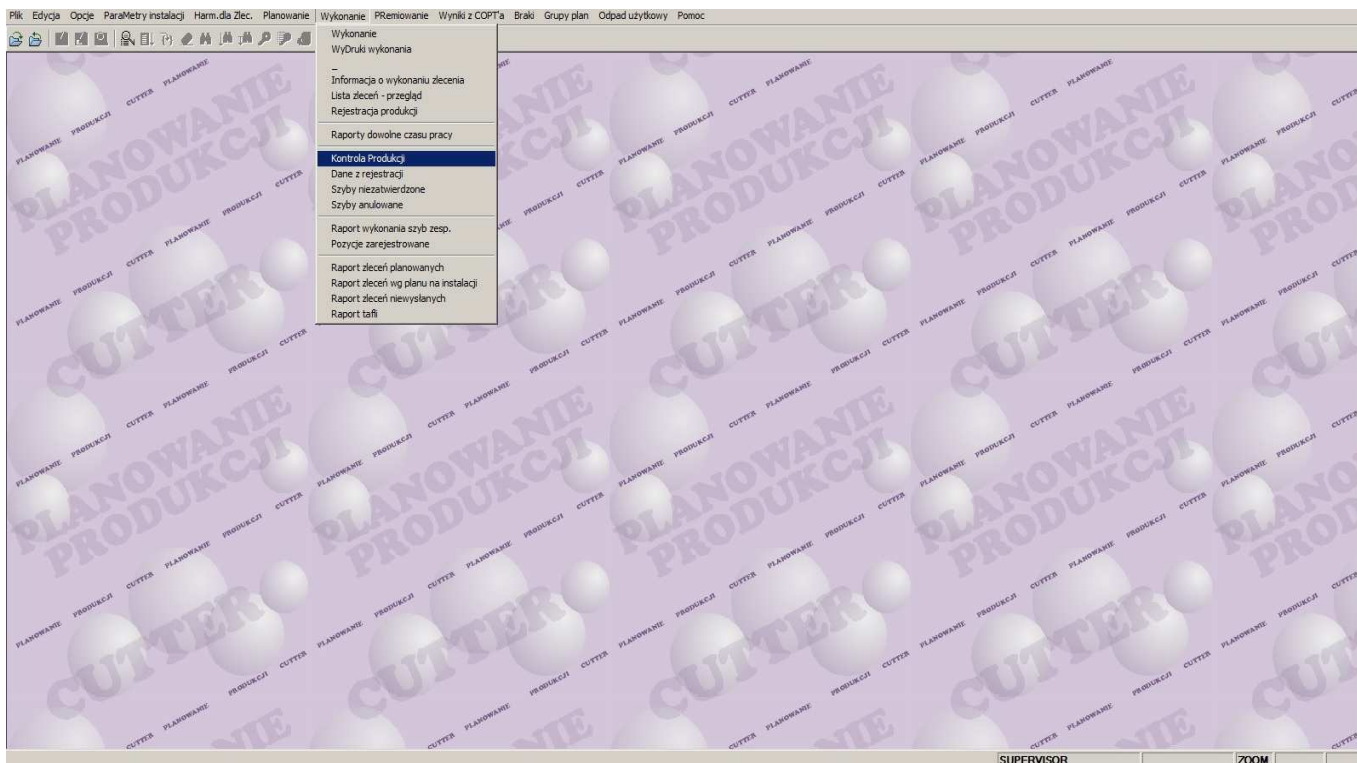 Plik Edycja Opcje ParaMetry instalacji Harm.dla Zlec. Planowanie Wykonanie PRemiowanie Wyniki z COPT'a Braki Grupy plan Odpad użytkowy Pomoc
Wykonanie
WyDruki wykonania
_
Informacja o wykonaniu zlecenia
Lista zleceń - przegląd
Rejestracja produkcji
Raporty dowolne czasu pracy
Kontrola Produkcji
Dane z rejestracji
Szyby niezatwierdzone
Szyby anulowane
Raport wykonania szyb zesp.
Pozycje zarejestrowane
Raport zleceń planowanych
Raport zleceń wg planu na instalacji
Raport zleceń niewysłanych
Raport tafli
PLANOWANIE
PRODUKCJI
CUTTER
SUPERVISOR ZOOM